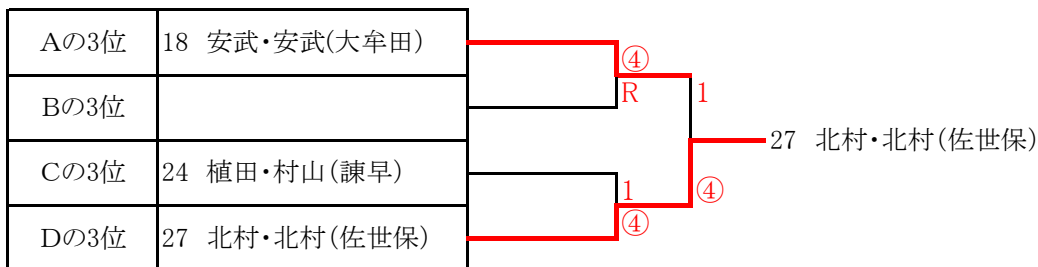 Aの3位 18 安武・安武(大牟田)
④
R 1
Bの3位
27 北村・北村(佐世保)
Cの3位 24 植田・村山(諫早)
1 ④
④
Dの3位 27 北村・北村(佐世保)